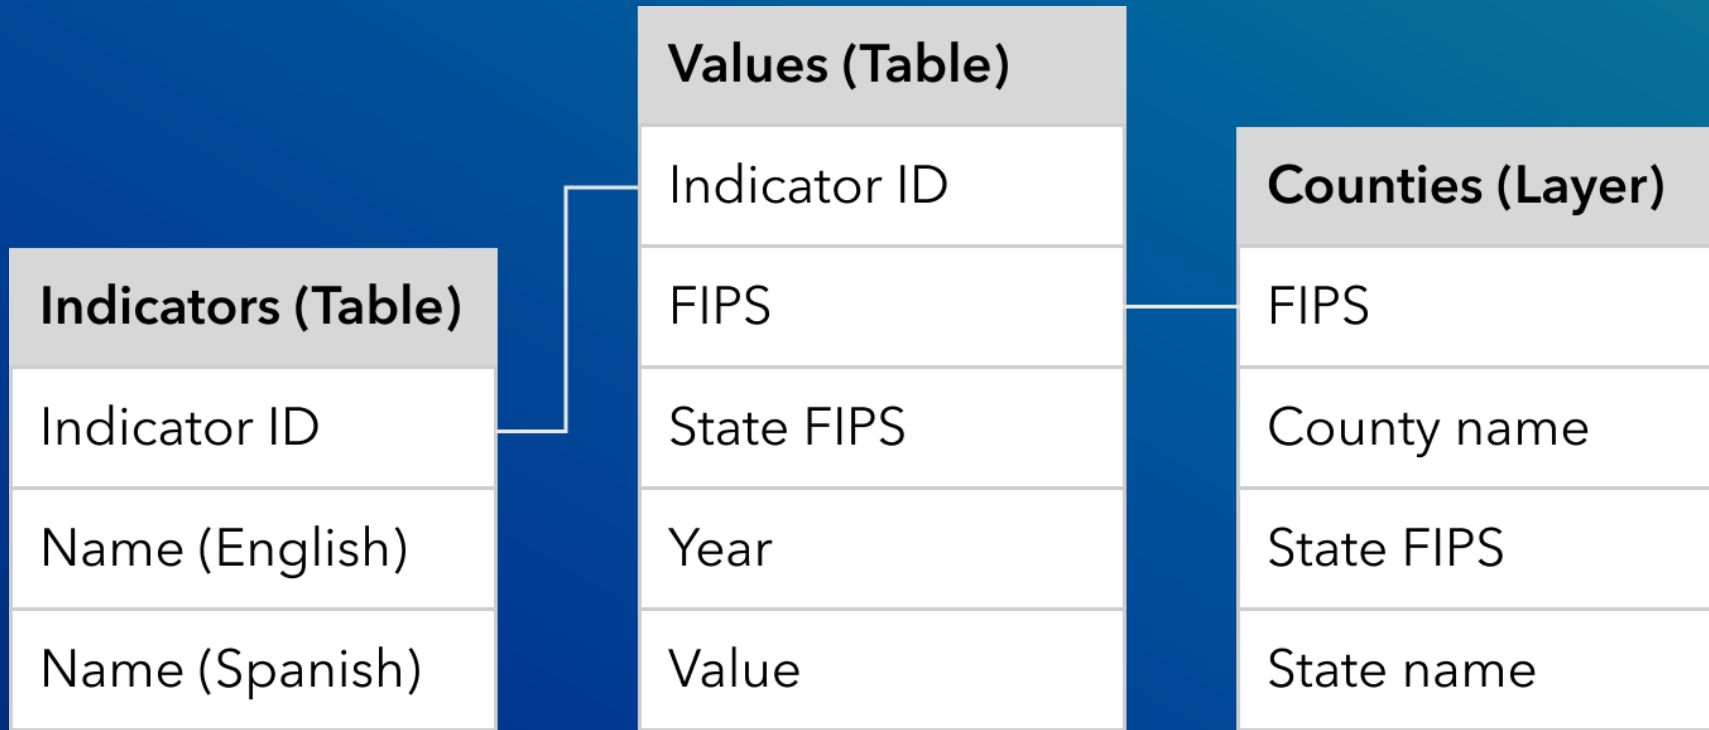 Indicators (Table)
Indicator ID
Name (English)
Name (Spanish)
Values (Table)
Indicator ID
FIPS
State FIPS
Year
Value
Counties (Layer)
FIPS
County name
State FIPS
State name